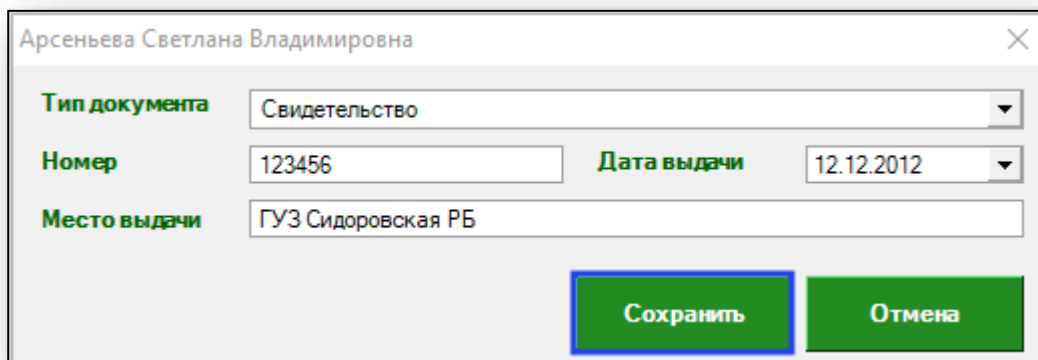 Арсеньева Светлана Владимировна
Тип документа Свидетельство
Номер 123456 Дата выдачи 12.12.2012
Место выдачи ГУЗ Сидоровская РБ
Сохранить Отмена